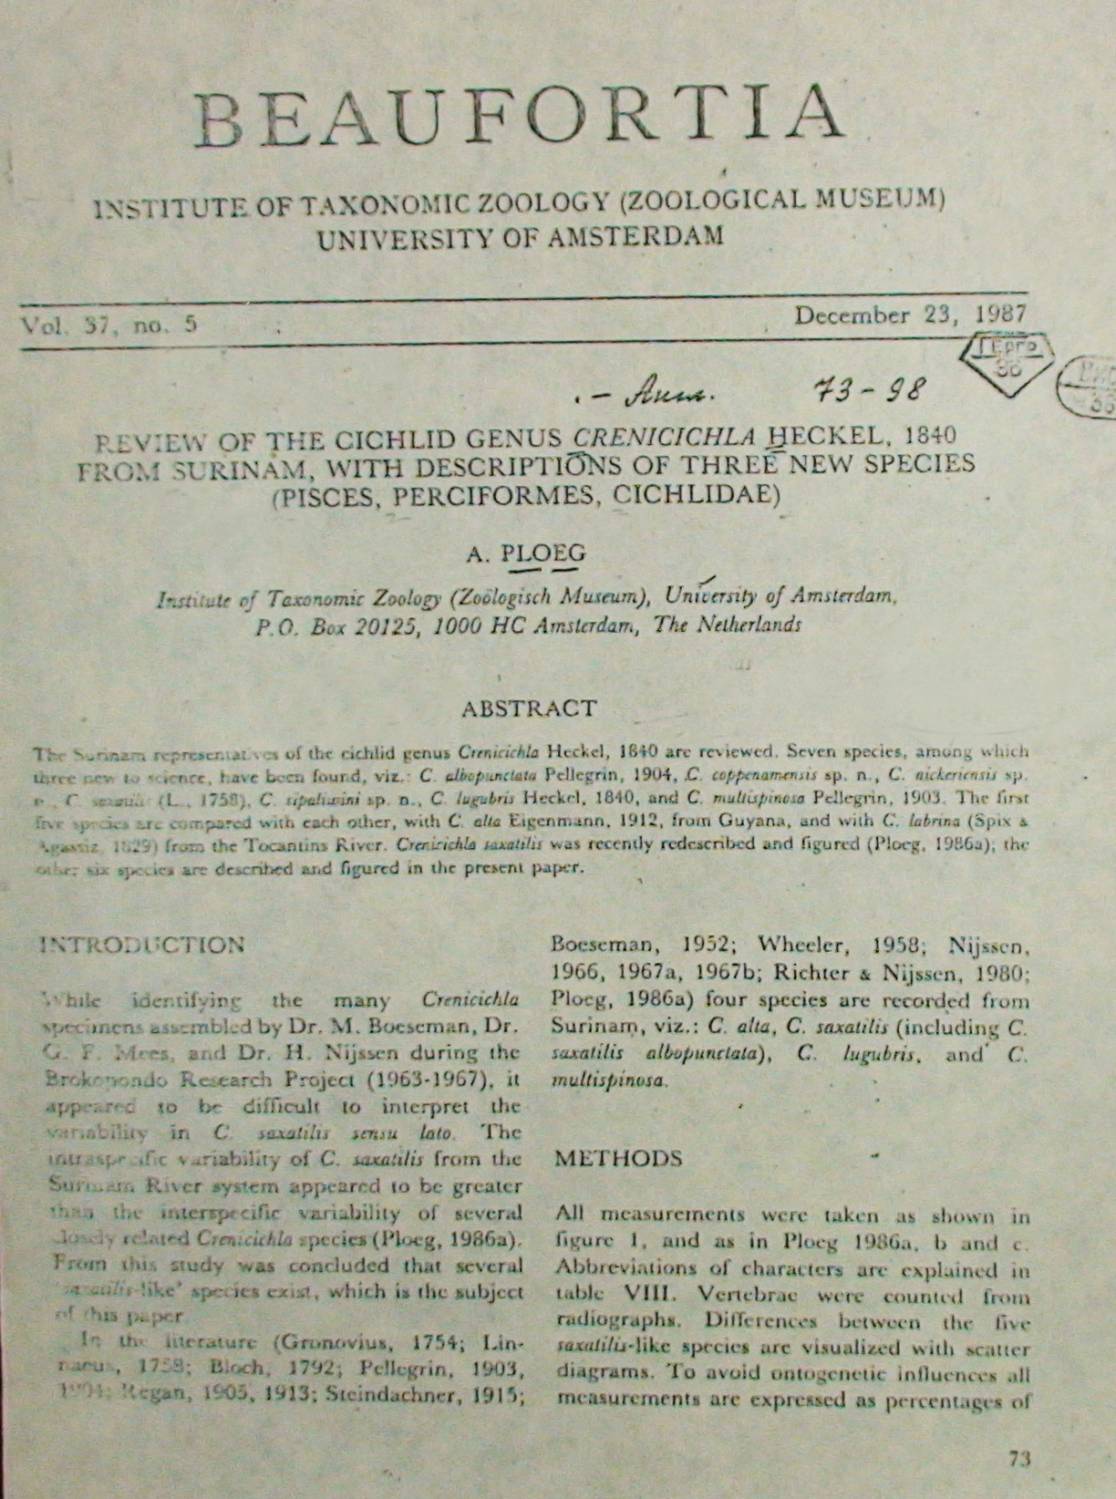 BEAUFORTIA
INSTITUTE OF TAXONOMIC ZOOLOGY (ZOOLOGICAL MUSEUM)
UNIVERSITY OF AMSTERDAM
Vol. 37, no. 5
December 23, 1987
73-98
REVIEW OF THE CICHLID GENUS CRENICICHLA HECKEL, 1840
FROM SURINAM, WITH DESCRIPTIONS OF THREE NEW SPECIES
(PISCES, PERCIFORMES, CICHLIDAE)
A. PLOEG
Institute of Taxonomic Zoology (Zoölogisch Museum), University of Amsterdam,
P.O. Box 20125, 1000 HC Amsterdam, The Netherlands
ABSTRACT
The Surinam representatives of the cichlid genus Crenicichla Heckel, 1840 are reviewed. Seven species, among which
three new to science, have been found, viz.: C. albopunctata Pellegrin, 1904, C. coppenamensis sp. n., C. nickeriensis sp.
n., C. saxatilis (L., 1758), C. sipaliwini sp. n., C. lugubris Heckel, 1840, and C. multispinosa Pellegrin, 1903. The first
five species are compared with each other, with C. alta Eigenmann, 1912, from Guyana, and with C. labrina (Spix &
Agassiz, 1829) from the Tocantins River. Crenicichla saxatilis was recently redescribed and figured (Ploeg, 1986a); the
other six species are described and figured in the present paper.
INTRODUCTION
While identifying the many Crenicichla
specimens assembled by Dr. M. Boeseman, Dr.
G. F. Mees, and Dr. H. Nijssen during the
Brokopondo Research Project (1963-1967), it
appeared to be difficult to interpret the
variability in C. saxatilis sensu lato. The
intraspecific variability of C. saxatilis from the
Surinam River system appeared to be greater
than the interspecific variability of several
closely related Crenicichla species (Ploeg, 1986a).
From this study was concluded that several
'saxatilis-like' species exist, which is the subject
of this paper.
In the literature (Gronovius, 1754; Lin-
naeus, 1758; Bloch, 1792; Pellegrin, 1903,
1904; Regan, 1905, 1913; Steindachner, 1915;
Boeseman, 1952; Wheeler, 1958; Nijssen,
1966, 1967a, 1967b; Richter & Nijssen, 1980;
Ploeg, 1986a) four species are recorded from
Surinam, viz.: C. alta, C. saxatilis (including C.
saxatilis albopunctata), C. lugubris, and C.
multispinosa.
METHODS
All measurements were taken as shown in
figure 1, and as in Ploeg 1986a, b and c.
Abbreviations of characters are explained in
table VIII. Vertebrae were counted from
radiographs. Differences between the five
saxatilis-like species are visualized with scatter
diagrams. To avoid ontogenetic influences all
measurements are expressed as percentages of
73